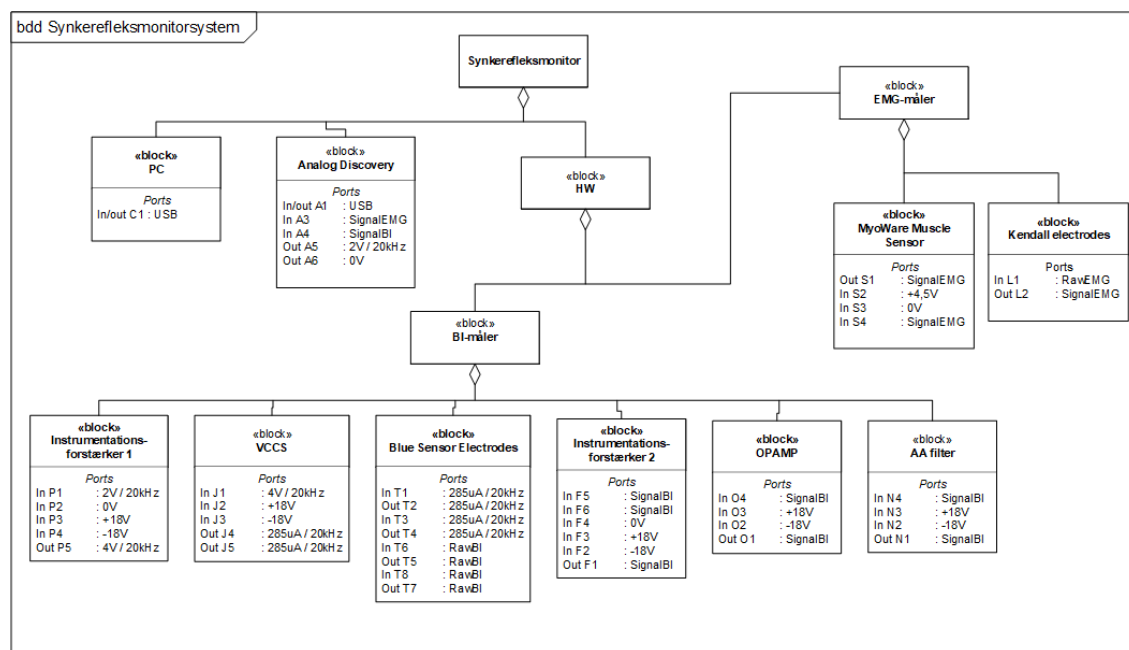 bdd Synkerefleksmonitorsystem
«block»
Synkerefleksmonitor
«block»
EMG-måler
«block»
PC
Ports
In/out C1 : USB
«block»
Analog Discovery
Ports
In/out A1 : USB
In A3 : SignalEMG
In A4 : SignalBI
Out A5 : 2V / 20kHz
Out A6 : 0V
«block»
HW
«block»
MyoWare Muscle
Sensor
Ports
Out S1 : SignalEMG
In S2 : +4,5V
In S3 : 0V
In S4 : SignalEMG
«block»
Kendall electrodes
Ports
In L1 : RawEMG
Out L2 : SignalEMG
«block»
BI-måler
«block»
Instrumentations-
forstærker 1
Ports
In P1 : 2V / 20kHz
In P2 : 0V
In P3 : +18V
In P4 : -18V
Out P5 : 4V / 20kHz
«block»
VCCS
Ports
In J1 : 4V / 20kHz
In J2 : +18V
In J3 : -18V
Out J4 : 285uA / 20kHz
Out J5 : 285uA / 20kHz
«block»
Blue Sensor Electrodes
Ports
In T1 : 285uA / 20kHz
Out T2 : 285uA / 20kHz
In T3 : 285uA / 20kHz
Out T4 : 285uA / 20kHz
In T6 : RawBI
Out T5 : RawBI
In T8 : RawBI
Out T7 : RawBI
«block»
Instrumentations-
forstærker 2
Ports
In F5 : SignalBI
In F6 : SignalBI
In F4 : 0V
In F3 : +18V
In F2 : -18V
Out F1 : SignalBI
«block»
OPAMP
Ports
In O4 : SignalBI
In O3 : +18V
In O2 : -18V
Out O1 : SignalBI
«block»
AA filter
Ports
In N4 : SignalBI
In N3 : +18V
In N2 : -18V
Out N1 : SignalBI